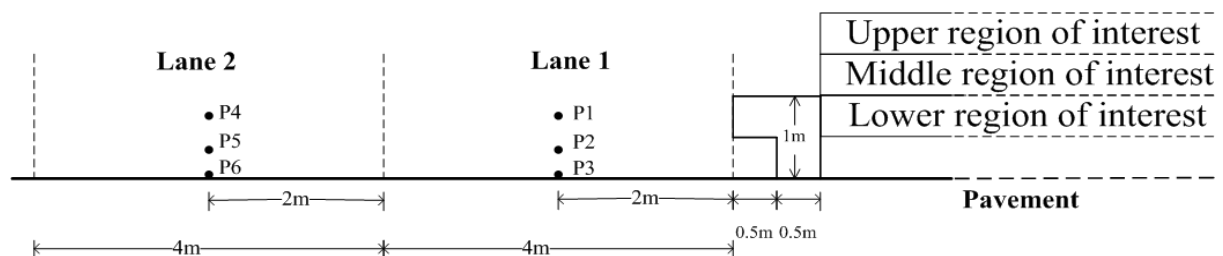 Upper region of interest
Lane 2
Lane 1
Middle region of interest
P4
P1
Lower region of interest
1m
P5
P2
P6
P3
2m
2m
Pavement
0.5m
0.5m
4m
4m